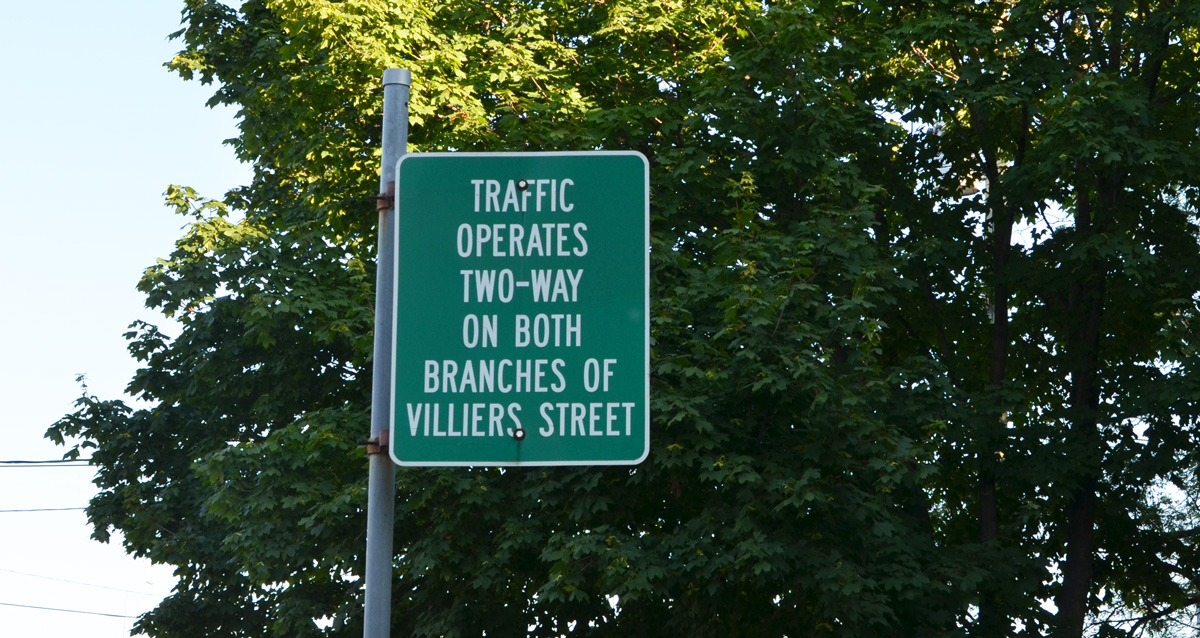 TRAFFIC
OPERATES
TWO-WAY
ON BOTH
BRANCHES OF
VILLIERS STREET